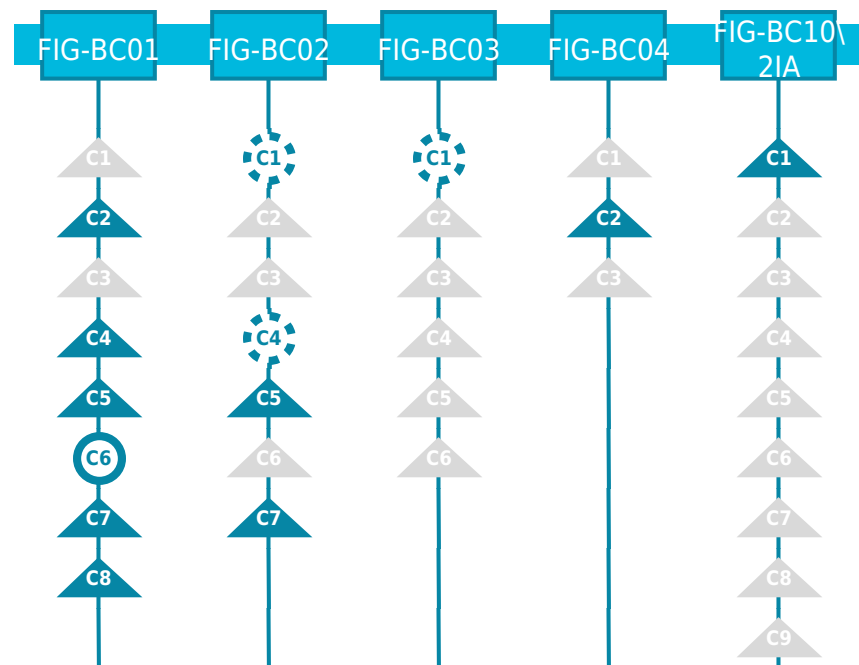 FIG-BC01
FIG-BC02
FIG-BC03
FIG-BC04
FIG-BC10\
2IA
C1
C1
C1
C1
C1
C2
C2
C2
C2
C2
C3
C3
C3
C3
C3
C4
C4
C4
C4
C5
C5
C5
C5
C6
C6
C6
C6
C7
C7
C7
C8
C8
C9